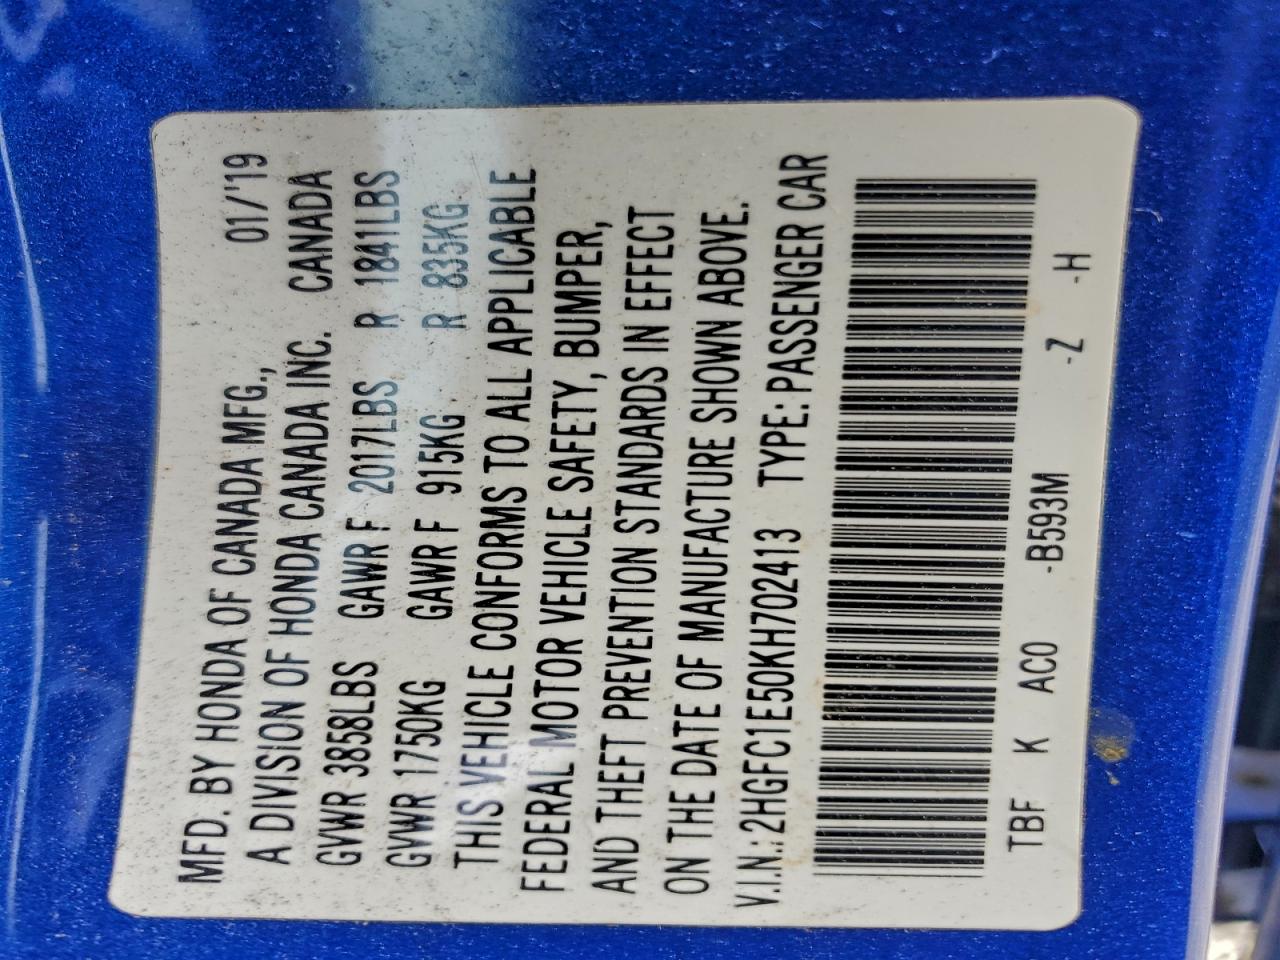 MFD. BY HONDA OF CANADA MFG., 01/'19
A DIVISION OF HONDA CANADA INC. CANADA
GVWR 3858LBS GAWR F 2017LBS R 1841LBS
GVWR 1750KG GAWR F 915KG R 835KG
THIS VEHICLE CONFORMS TO ALL APPLICABLE
FEDERAL MOTOR VEHICLE SAFETY, BUMPER,
AND THEFT PREVENTION STANDARDS IN EFFECT
ON THE DATE OF MANUFACTURE SHOWN ABOVE.
V.I.N.: 2HGFC1E50KH702413 TYPE: PASSENGER CAR
TBF K AC0 -B593M -Z -H